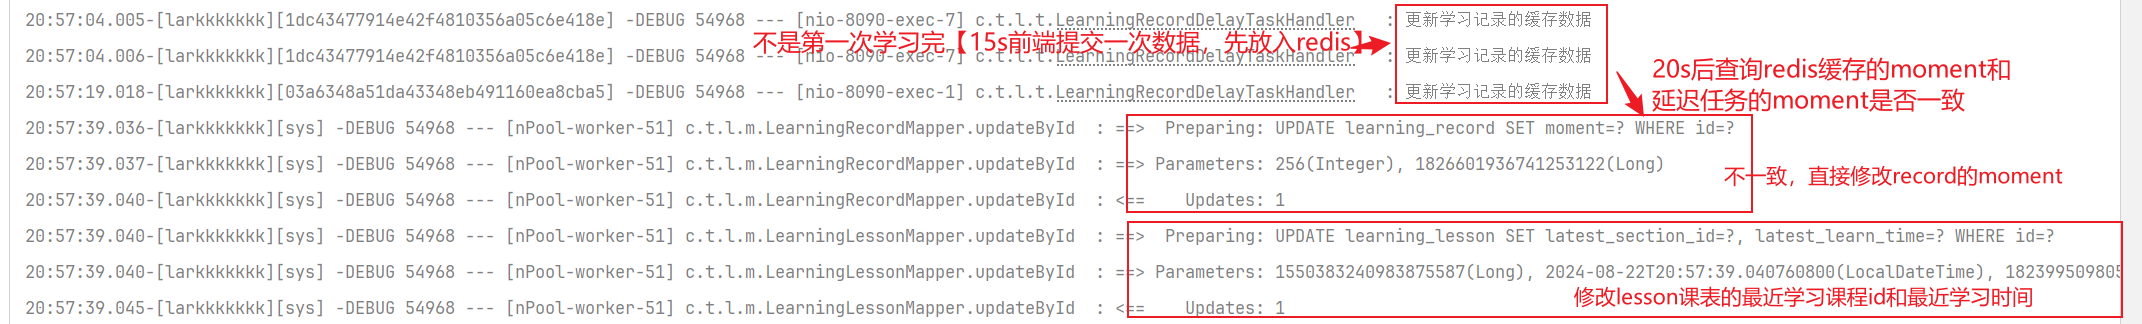 20:57:04.005-[larkkkkkkk][1dc43477914e42f4810356a05c6e418e] -DEBUG 54968 --- [nio-8090-exec-7] c.t.l.t.LearningRecordDelayTaskHandler   : 更新学习记录的缓存数据
不是第一次学习完【15s前端提交一次数据，先放入redis】
20:57:04.006-[larkkkkkkk][1dc43477914e42f4810356a05c6e418e] -DEBUG 54968 --- [nio-8090-exec-7] c.t.l.t.LearningRecordDelayTaskHandler   : 更新学习记录的缓存数据
20s后查询redis缓存的moment和
延迟任务的moment是否一致
20:57:19.018-[larkkkkkkk][03a6348a51da43348eb491160ea8cba5] -DEBUG 54968 --- [nio-8090-exec-1] c.t.l.t.LearningRecordDelayTaskHandler   : 更新学习记录的缓存数据
20:57:39.036-[larkkkkkkk][sys] -DEBUG 54968 --- [nPool-worker-51] c.t.l.m.LearningRecordMapper.updateById  : ==>  Preparing: UPDATE learning_record SET moment=? WHERE id=?
20:57:39.037-[larkkkkkkk][sys] -DEBUG 54968 --- [nPool-worker-51] c.t.l.m.LearningRecordMapper.updateById  : ==> Parameters: 256(Integer), 1826601936741253122(Long)
不一致，直接修改record的moment
20:57:39.040-[larkkkkkkk][sys] -DEBUG 54968 --- [nPool-worker-51] c.t.l.m.LearningRecordMapper.updateById  : <==    Updates: 1
20:57:39.040-[larkkkkkkk][sys] -DEBUG 54968 --- [nPool-worker-51] c.t.l.m.LearningLessonMapper.updateById  : ==>  Preparing: UPDATE learning_lesson SET latest_section_id=?, latest_learn_time=? WHERE id=?
20:57:39.040-[larkkkkkkk][sys] -DEBUG 54968 --- [nPool-worker-51] c.t.l.m.LearningLessonMapper.updateById  : ==> Parameters: 1550383240983875587(Long), 2024-08-22T20:57:39.040760800(LocalDateTime), 182399509805
20:57:39.045-[larkkkkkkk][sys] -DEBUG 54968 --- [nPool-worker-51] c.t.l.m.LearningLessonMapper.updateById  : <==    Updates: 1
修改lesson课表的最近学习课程id和最近学习时间